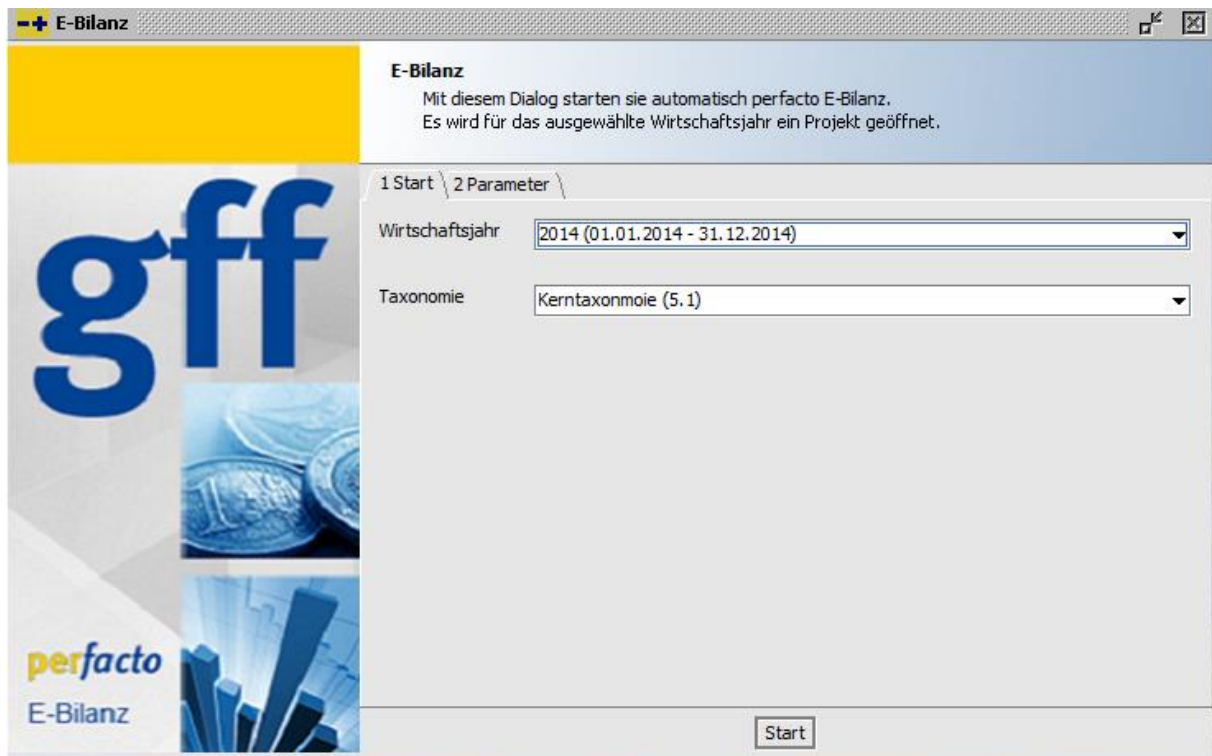 E-Bilanz
E-Bilanz
Mit diesem Dialog starten sie automatisch perfacto E-Bilanz.
Es wird für das ausgewählte Wirtschaftsjahr ein Projekt geöffnet.
gff
perfacto
E-Bilanz
1 Start 2 Parameter
Wirtschaftsjahr 2014 (01.01.2014 - 31.12.2014)
Taxonomie Kerntaxonmoie (5.1)
Start